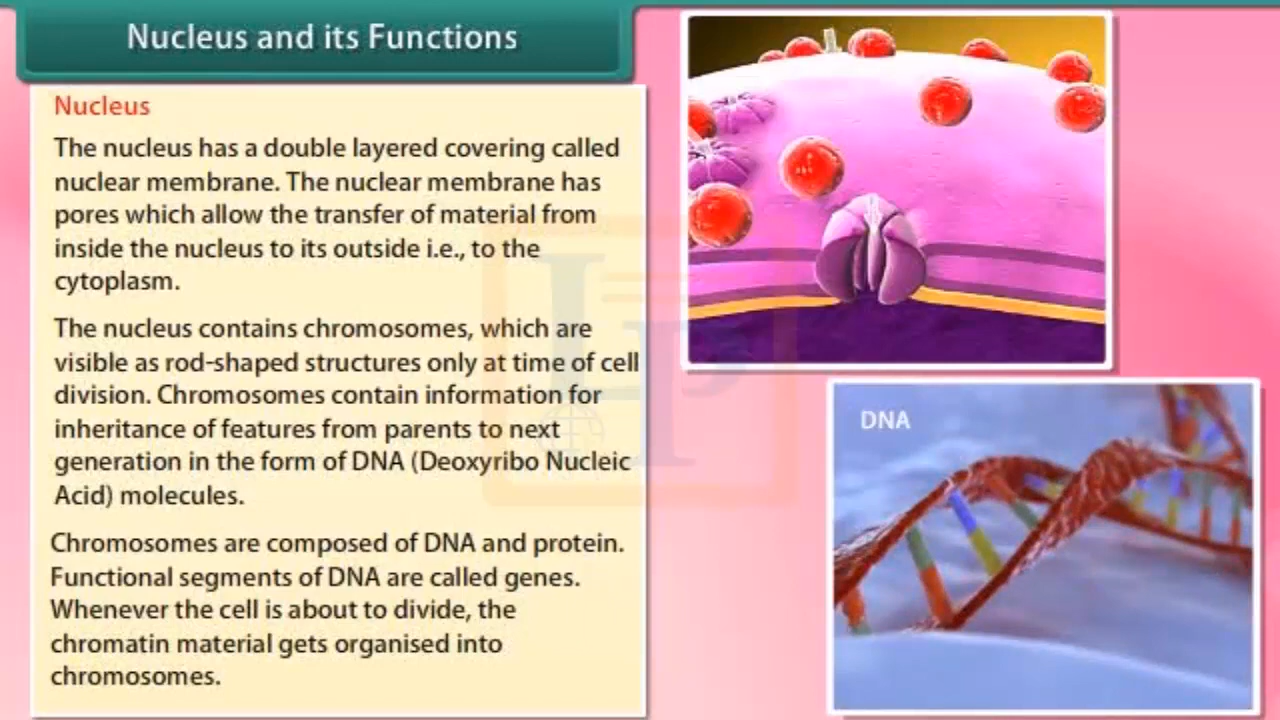 Nucleus and its Functions
Nucleus
The nucleus has a double layered covering called
nuclear membrane. The nuclear membrane has
pores which allow the transfer of material from
inside the nucleus to its outside i.e., to the
cytoplasm.
The nucleus contains chromosomes, which are
visible as rod-shaped structures only at time of cell
division. Chromosomes contain information for
inheritance of features from parents to next
generation in the form of DNA (Deoxyribo Nucleic
Acid) molecules.
Chromosomes are composed of DNA and protein.
Functional segments of DNA are called genes.
Whenever the cell is about to divide, the
chromatin material gets organised into
chromosomes.
DNA